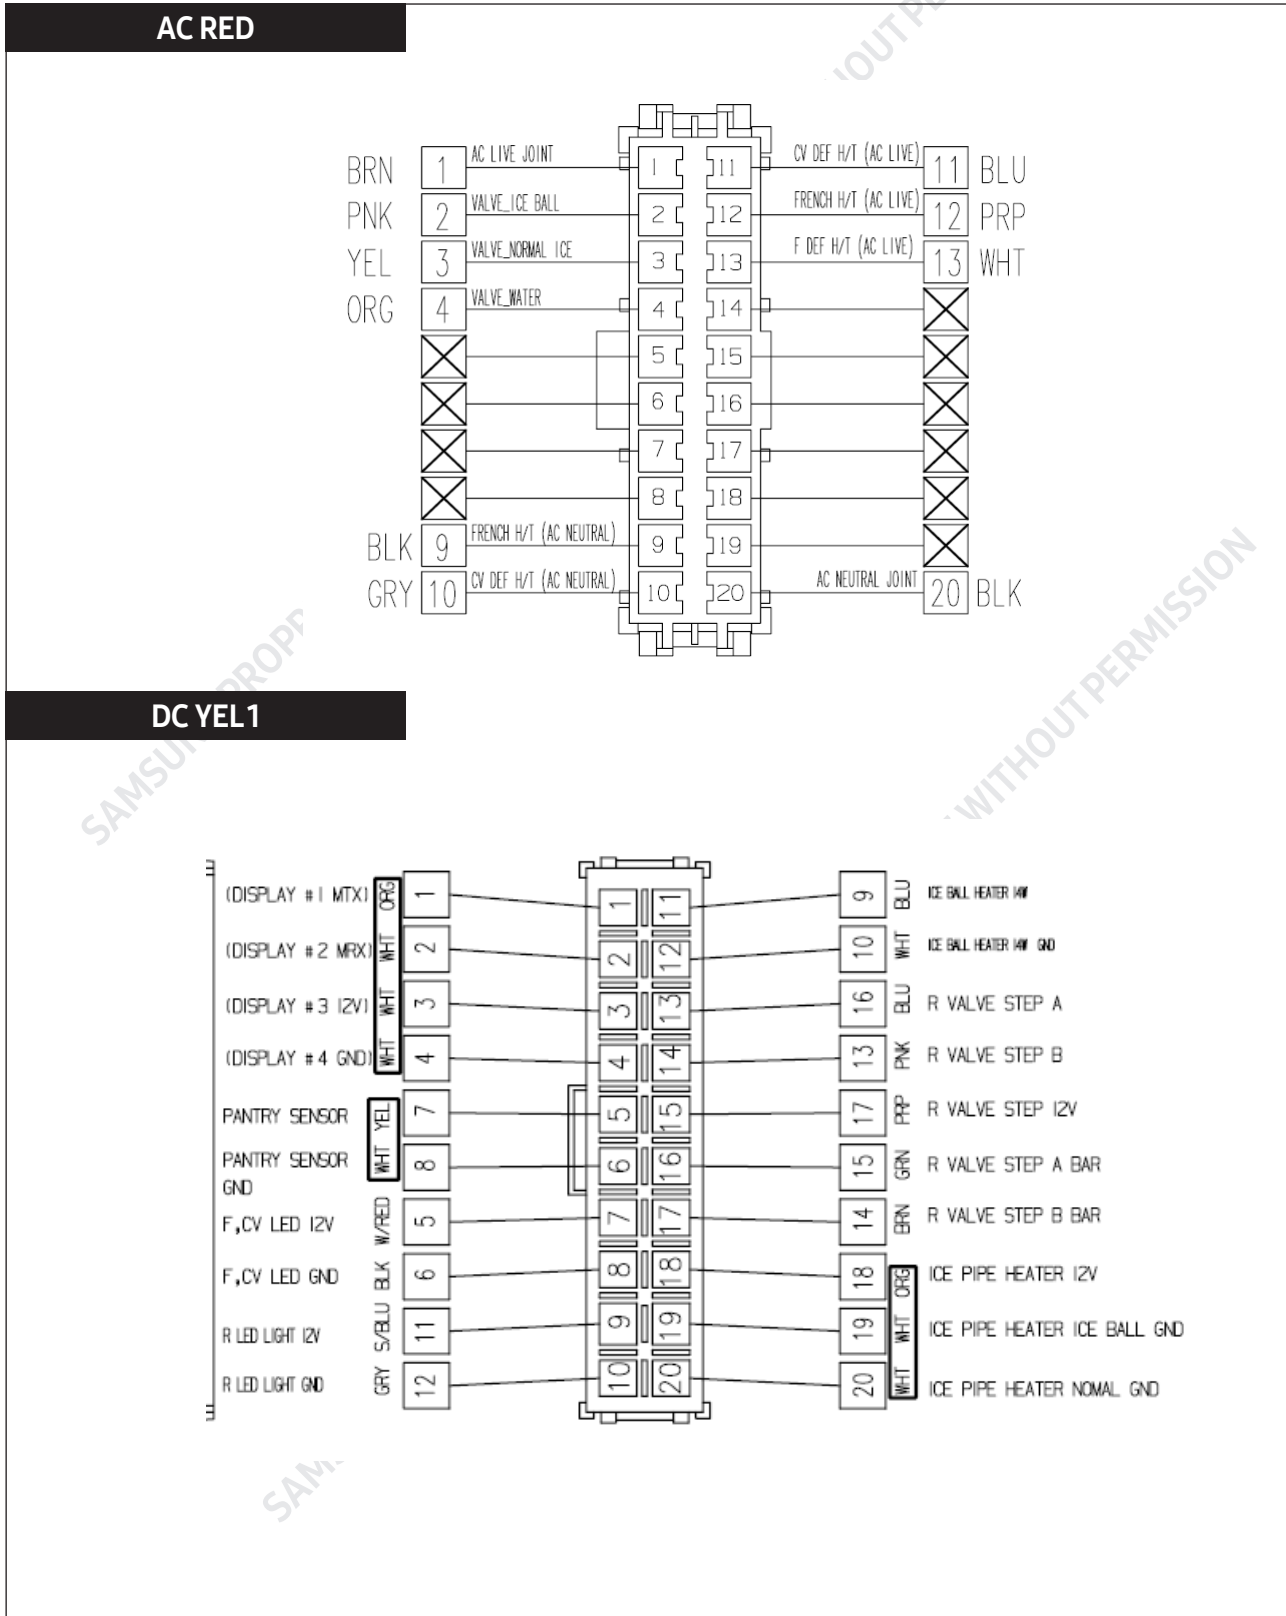 AC RED
BRN 1 AC LIVE JOINT 1 11 CV DEF H/T (AC LIVE) 11 BLU
PNK 2 VALVE_ICE BALL 2 12 FRENCH H/T (AC LIVE) 12 PRP
YEL 3 VALVE_NORMAL ICE 3 13 F DEF H/T (AC LIVE) 13 WHT
ORG 4 VALVE_WATER 4 14
5 15
6 16
7 17
8 18
BLK 9 FRENCH H/T (AC NEUTRAL) 9 19
GRY 10 CV DEF H/T (AC NEUTRAL) 10 20 AC NEUTRAL JOINT 20 BLK
DC YEL1
(DISPLAY #1 MTX) ORG 1 1 11 9 BLU ICE BALL HEATER 14W
(DISPLAY #2 MRX) WHT 2 2 12 10 WHT ICE BALL HEATER 14W GND
(DISPLAY #3 12V) WHT 3 3 13 16 BLU R VALVE STEP A
(DISPLAY #4 GND) WHT 4 4 14 13 PNK R VALVE STEP B
PANTRY SENSOR YEL 7 5 15 17 PRP R VALVE STEP 12V
PANTRY SENSOR GND WHT 8 6 16 15 GRN R VALVE STEP A BAR
F,CV LED 12V W/RED 5 7 17 14 BRN R VALVE STEP B BAR
F,CV LED GND BLK 6 8 18 18 ORG ICE PIPE HEATER 12V
R LED LIGHT 12V S/BLU 11 9 19 19 WHT ICE PIPE HEATER ICE BALL GND
R LED LIGHT GND GRY 12 10 20 20 WHT ICE PIPE HEATER NOMAL GND
WITHOUT PERMISSION